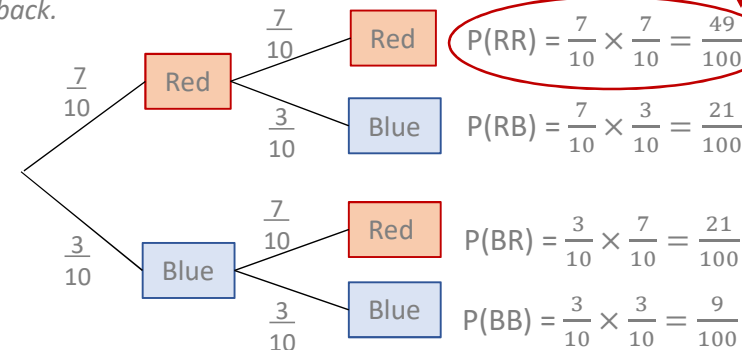 back.
7/10 Red 7/10 Red P(RR) = 7/10 × 7/10 = 49/100
3/10 Blue P(RB) = 7/10 × 3/10 = 21/100
3/10 Blue 7/10 Red P(BR) = 3/10 × 7/10 = 21/100
3/10 Blue P(BB) = 3/10 × 3/10 = 9/100